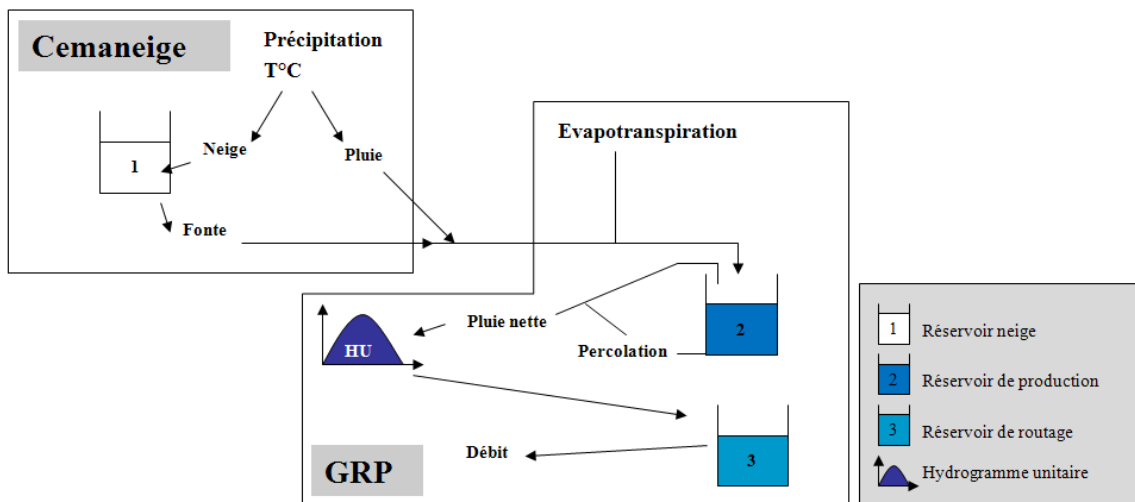 Cemaneige
Précipitation
T°C
Evapotranspiration
Neige
Pluie
1
Fonte
Pluie nette
2
Percolation
HU
Débit
3
GRP
1 Réservoir neige
2 Réservoir de production
3 Réservoir de routage
Hydrogramme unitaire